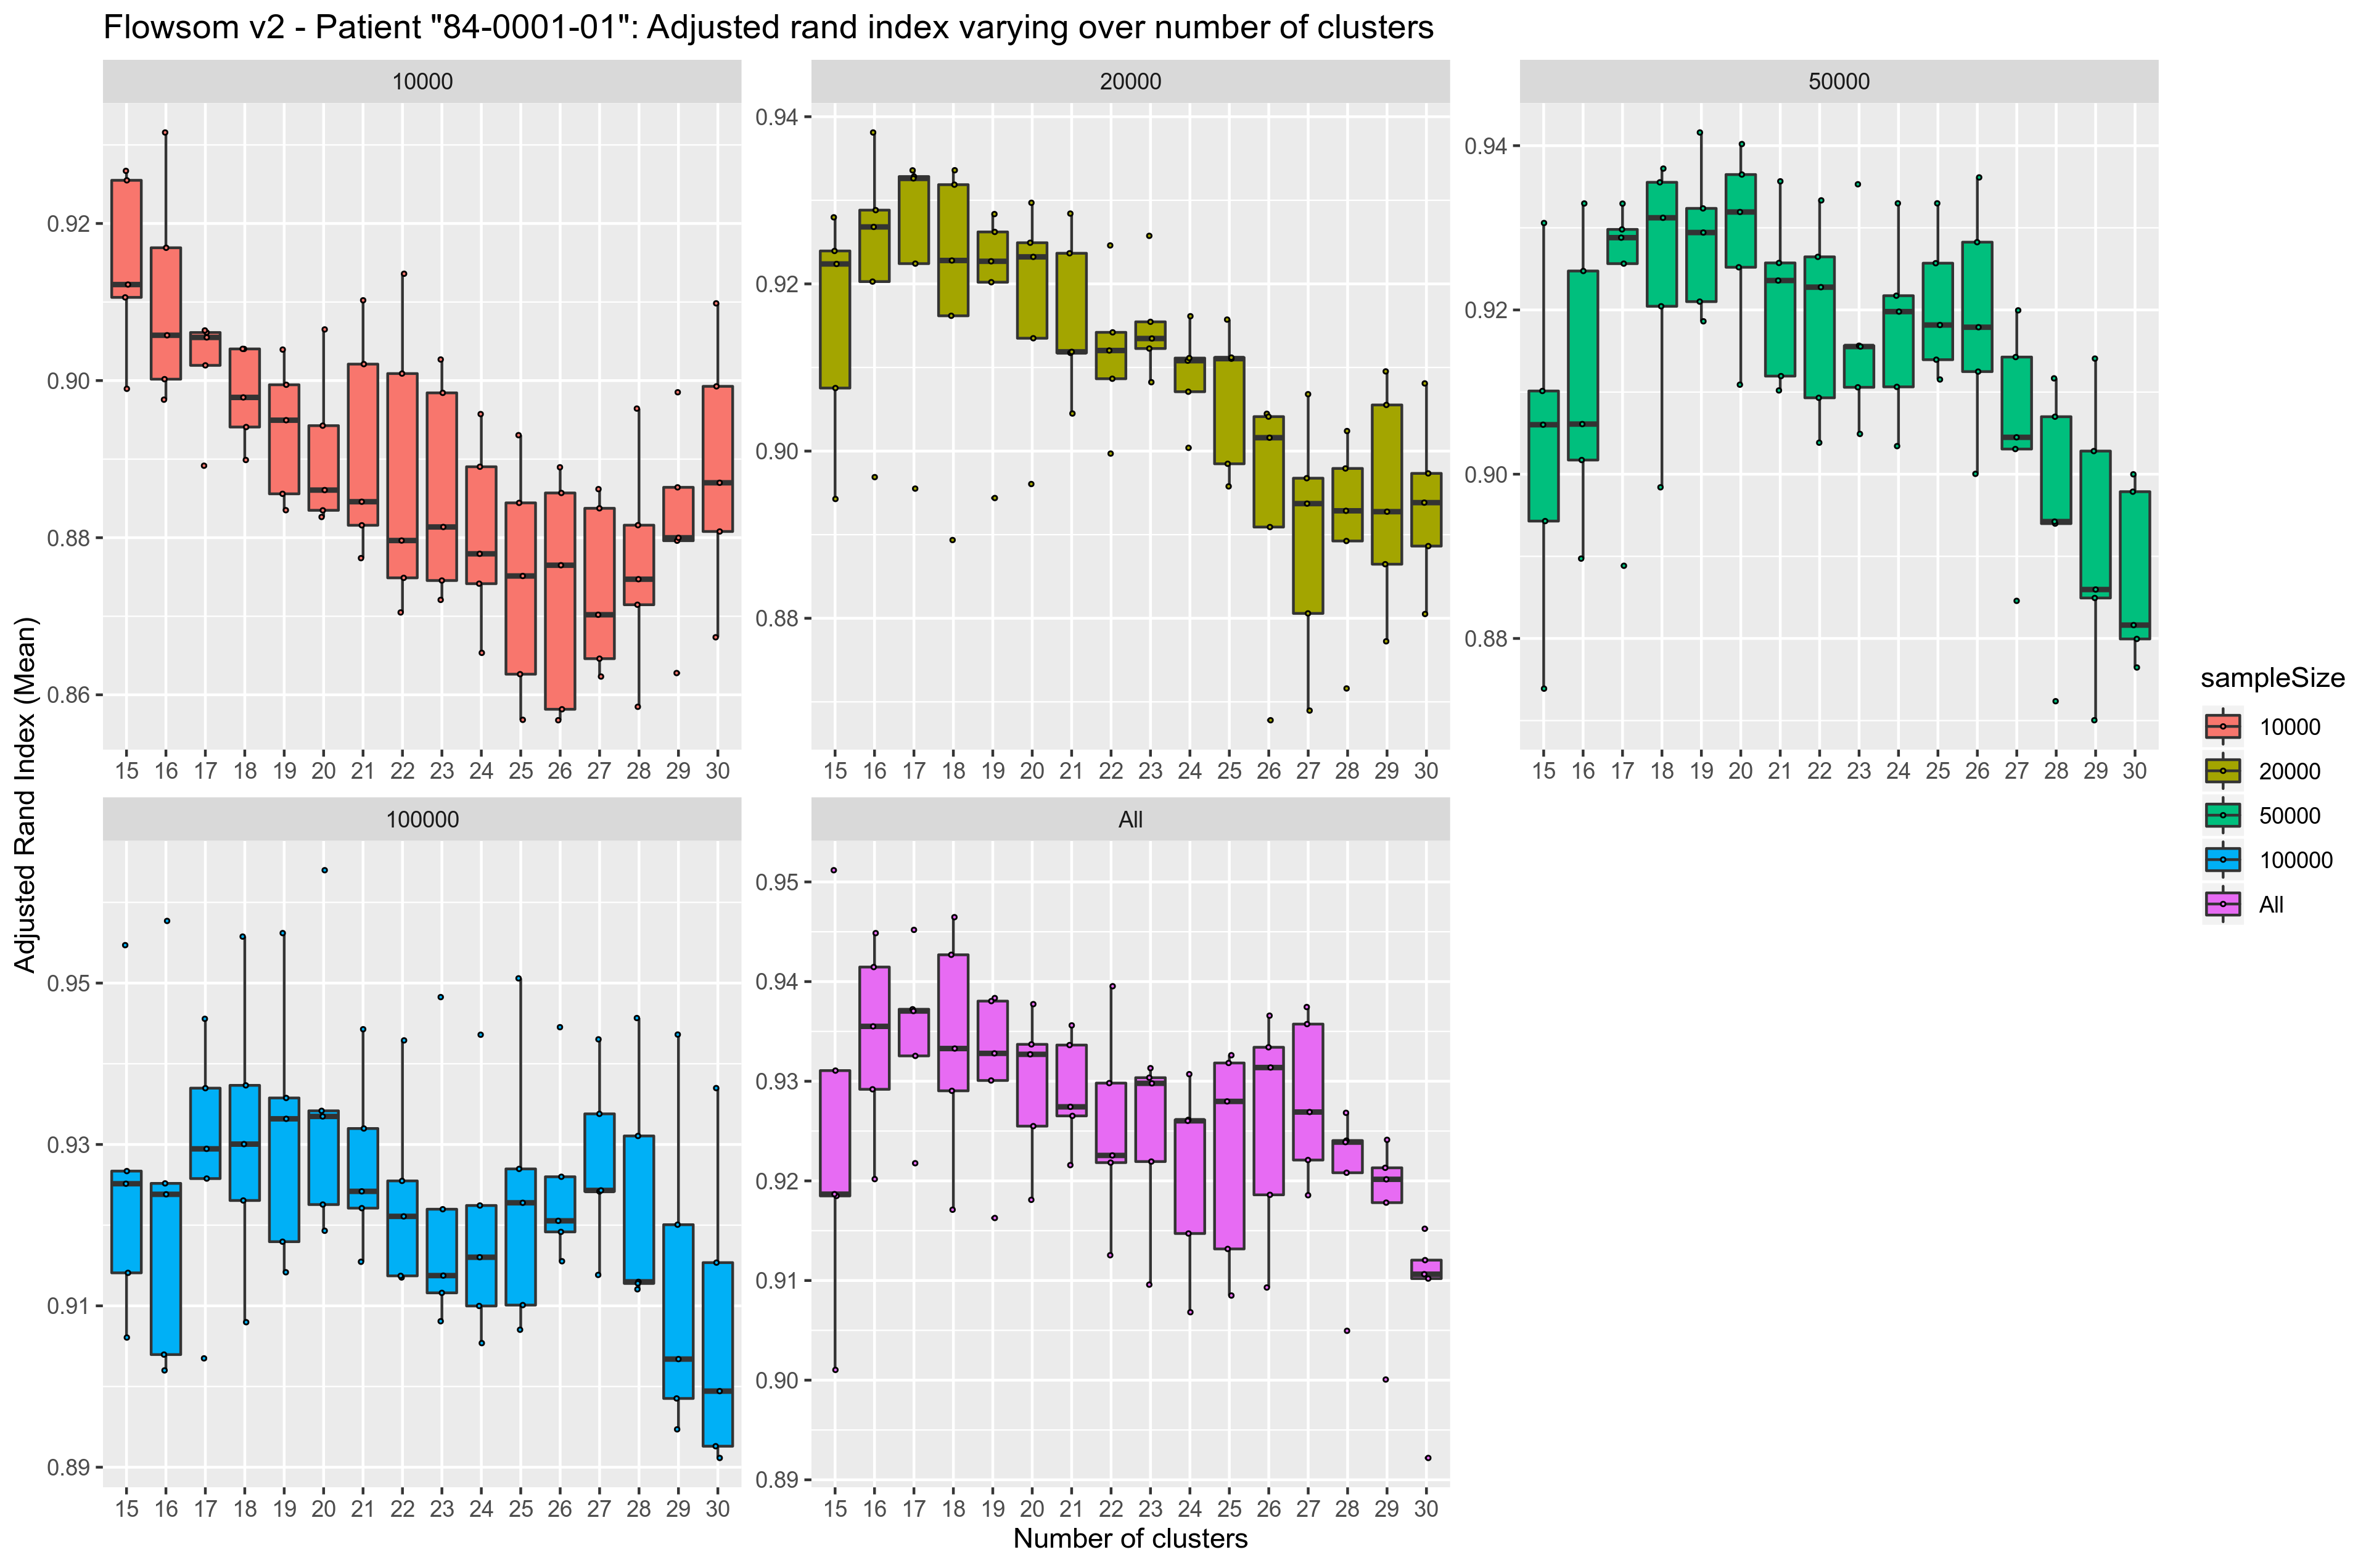 Flowsom v2 - Patient "84-0001-01": Adjusted rand index varying over number of clusters
10000
20000
50000
0.92
0.90
0.88
0.86
0.94
0.92
0.90
0.88
0.94
0.92
0.90
0.88
15 16 17 18 19 20 21 22 23 24 25 26 27 28 29 30
15 16 17 18 19 20 21 22 23 24 25 26 27 28 29 30
15 16 17 18 19 20 21 22 23 24 25 26 27 28 29 30
Adjusted Rand Index (Mean)
100000
All
0.95
0.93
0.91
0.89
0.95
0.94
0.93
0.92
0.91
0.90
0.89
15 16 17 18 19 20 21 22 23 24 25 26 27 28 29 30
15 16 17 18 19 20 21 22 23 24 25 26 27 28 29 30
Number of clusters
sampleSize
10000
20000
50000
100000
All